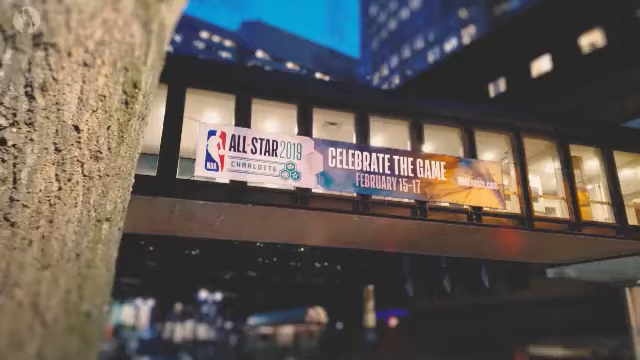 NBA
ALL-STAR 2019
CHARLOTTE
CELEBRATE THE GAME
FEBRUARY 15-17